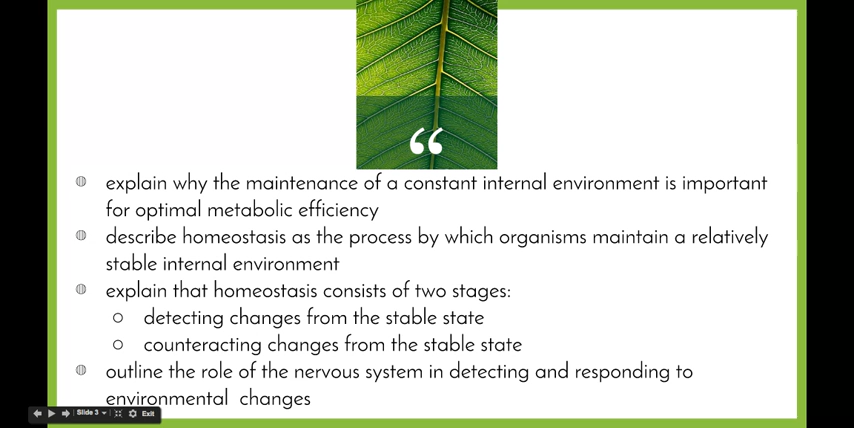 “
explain why the maintenance of a constant internal environment is important
for optimal metabolic efficiency
describe homeostasis as the process by which organisms maintain a relatively
stable internal environment
explain that homeostasis consists of two stages:
detecting changes from the stable state
counteracting changes from the stable state
outline the role of the nervous system in detecting and responding to
environmental changes
Slide 3 Exit